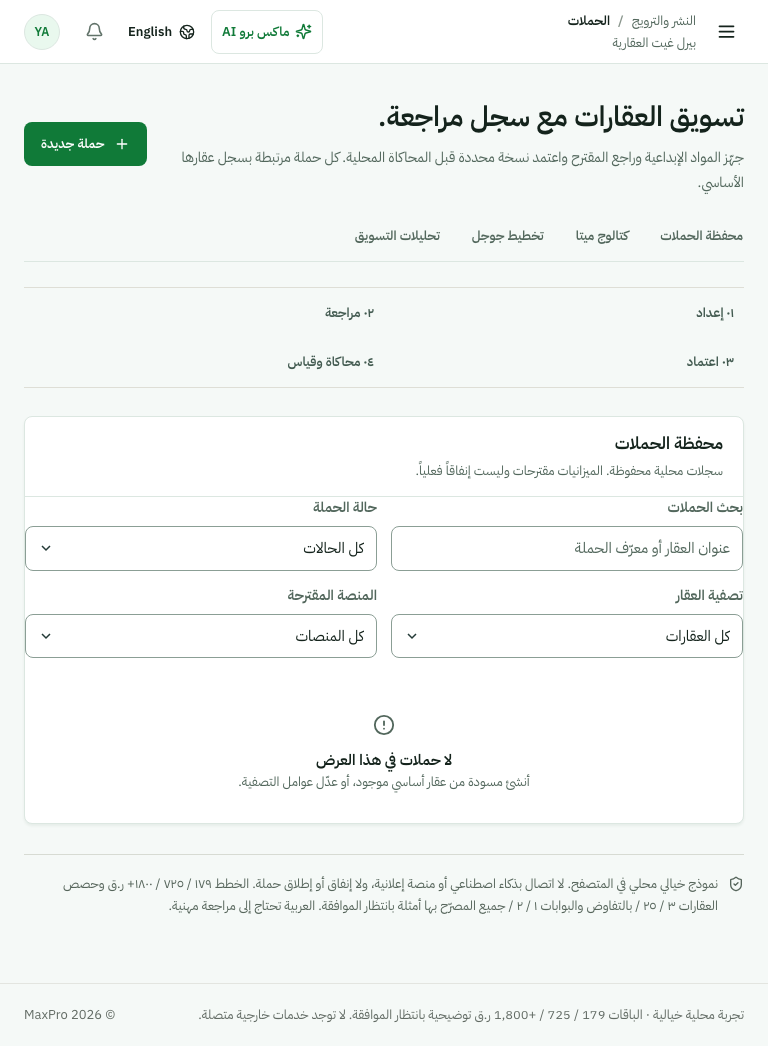 النشر والترويج / الحملات
بيرل غيت العقارية
ماكس برو AI
English
YA
تسويق العقارات مع سجل مراجعة.
جهّز المواد الإبداعية وراجع المقترح واعتمد نسخة محددة قبل المحاكاة المحلية. كل حملة مرتبطة بسجل عقارها
الأساسي.
حملة جديدة
محفظة الحملات
كتالوج ميتا
تخطيط جوجل
تحليلات التسويق
٠١ إعداد
٠٢ مراجعة
٠٣ اعتماد
٠٤ محاكاة وقياس
محفظة الحملات
سجلات محلية محفوظة. الميزانيات مقترحات وليست إنفاقاً فعلياً.
بحث الحملات
حالة الحملة
عنوان العقار أو معرّف الحملة
كل الحالات
تصفية العقار
المنصة المقترحة
كل العقارات
كل المنصات
لا حملات في هذا العرض
أنشئ مسودة من عقار أساسي موجود، أو عدّل عوامل التصفية.
نموذج خيالي محلي في المتصفح. لا اتصال بذكاء اصطناعي أو منصة إعلانية، ولا إنفاق أو إطلاق حملة. الخطط ١٧٩ / ٧٢٥ / ١٨٠٠+ ر.ق وحصص
العقارات ٣ / ٢٥ / بالتفاوض والبوابات ١ / ٢ / جميع المصرّح بها أمثلة بانتظار الموافقة. العربية تحتاج إلى مراجعة مهنية.
تجربة محلية خيالية · الباقات 179 / 725 / +1,800 ر.ق توضيحية بانتظار الموافقة. لا توجد خدمات خارجية متصلة.
© 2026 MaxPro